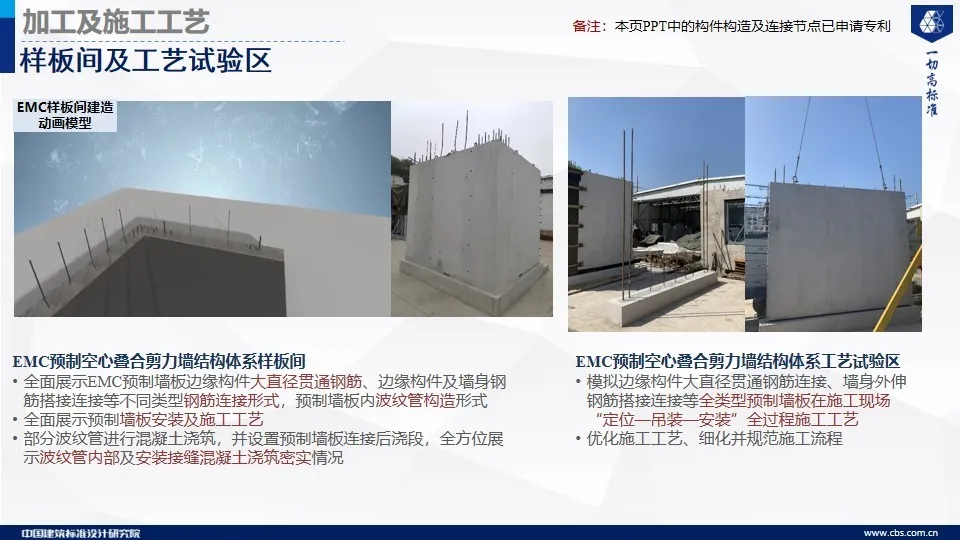 加工及施工工艺
备注：本页PPT中的构件构造及连接节点已申请专利
样板间及工艺试验区
一切高标准
EMC样板间建造
动画模型
EMC预制空心叠合剪力墙结构体系样板间
• 全面展示EMC预制墙板边缘构件大直径贯通钢筋、边缘构件及墙身钢
筋搭接连接等不同类型钢筋连接形式，预制墙板内波纹管构造形式
• 全面展示预制墙板安装及施工工艺
• 部分波纹管进行混凝土浇筑，并设置预制墙板连接后浇段，全方位展
示波纹管内部及安装接缝混凝土浇筑密实情况
EMC预制空心叠合剪力墙结构体系工艺试验区
• 模拟边缘构件大直径贯通钢筋连接、墙身外伸
钢筋搭接连接等全类型预制墙板在施工现场
“定位—吊装—安装”全过程施工工艺
• 优化施工工艺、细化并规范施工流程
中国建筑标准设计研究院
www.cbs.com.cn